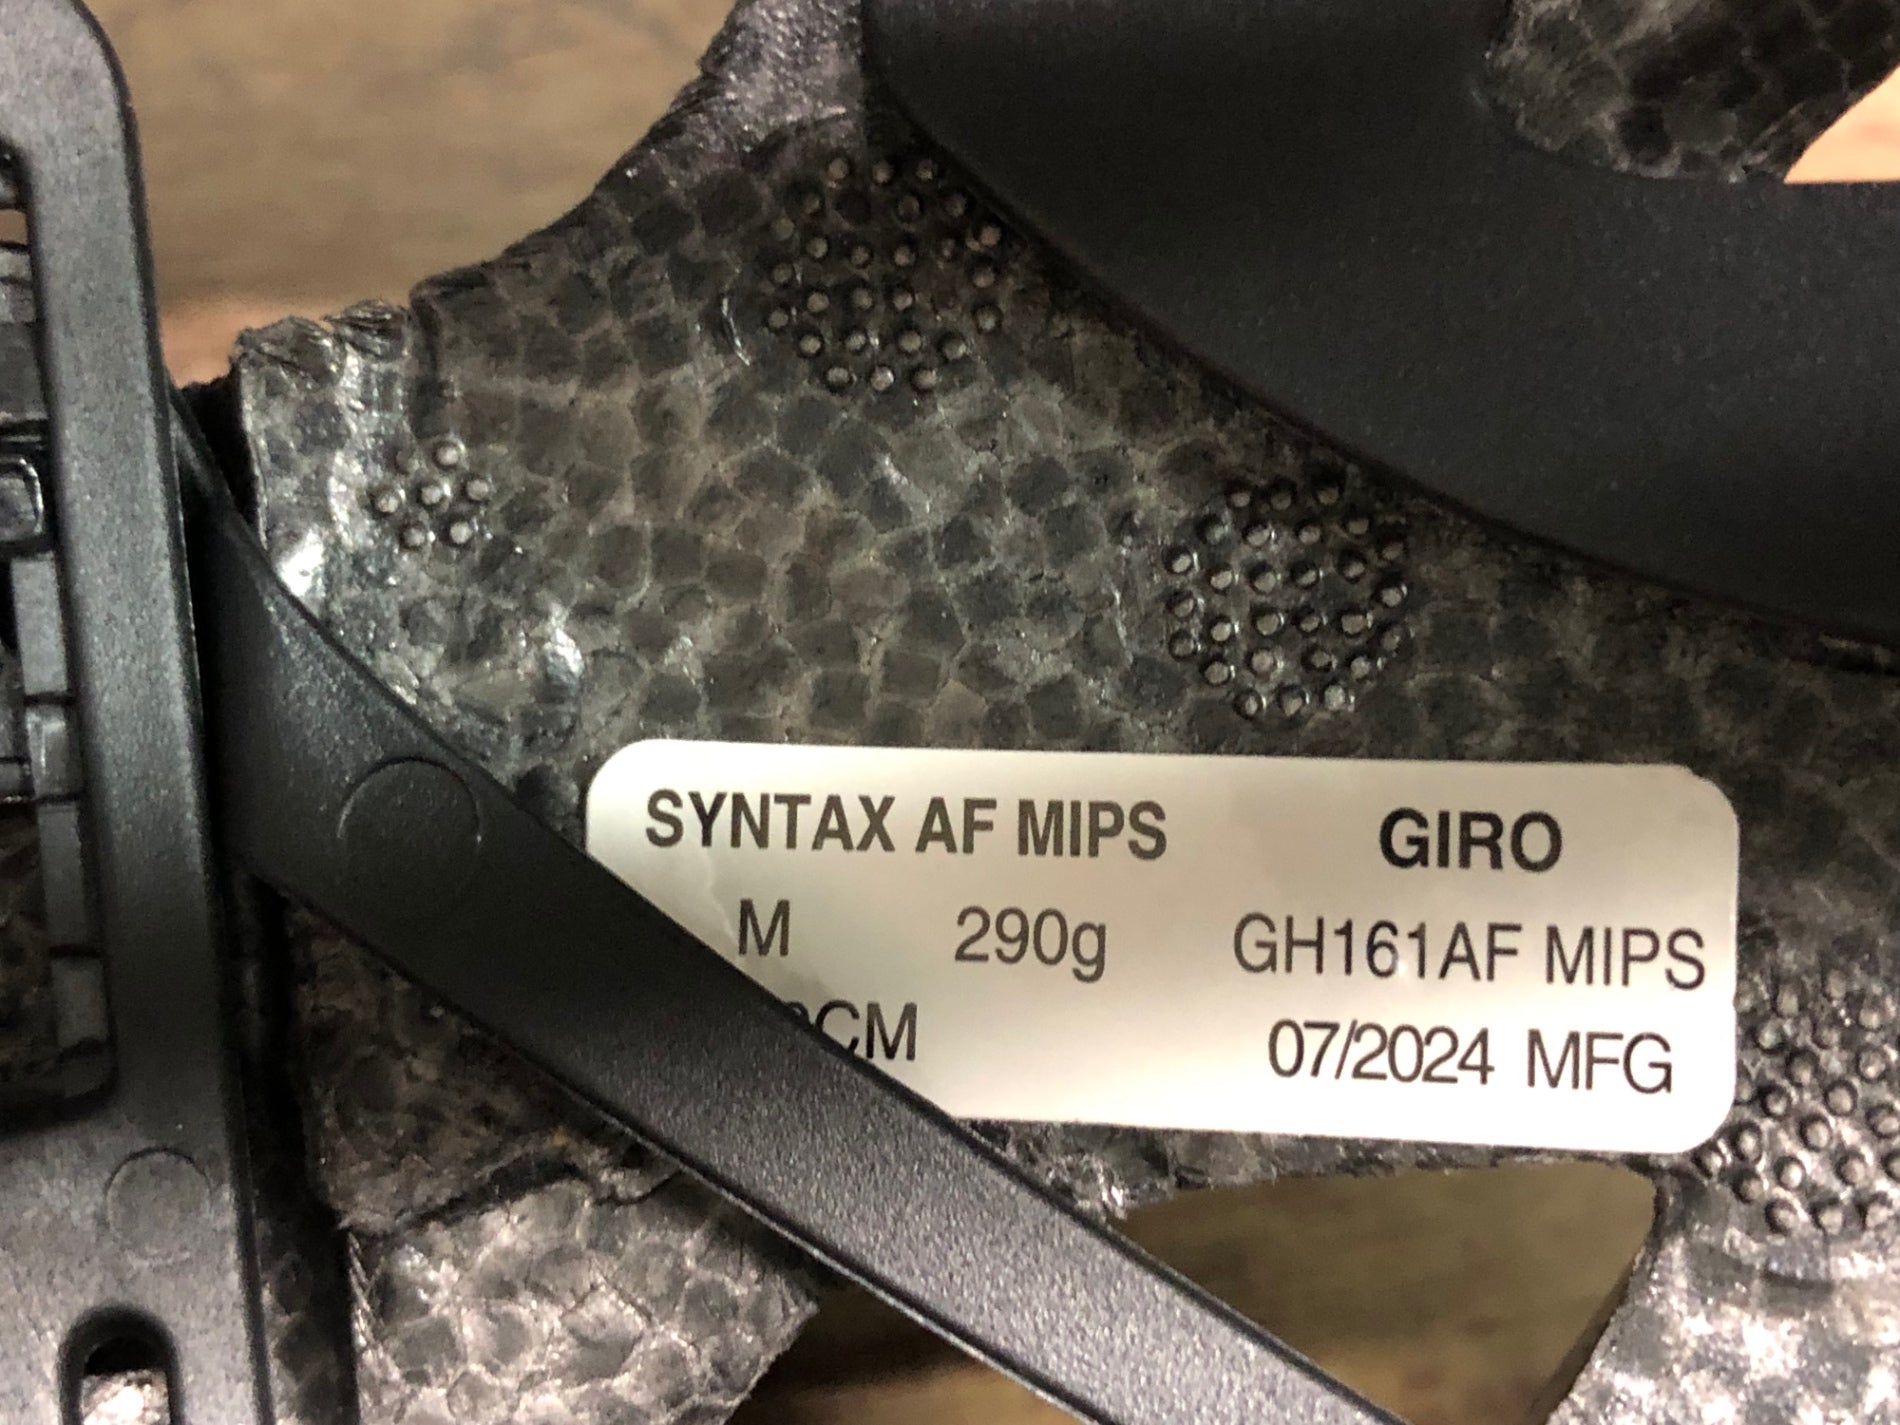 SYNTAX AF MIPS GIRO
M 290g GH161AF MIPS
CM 07/2024 MFG